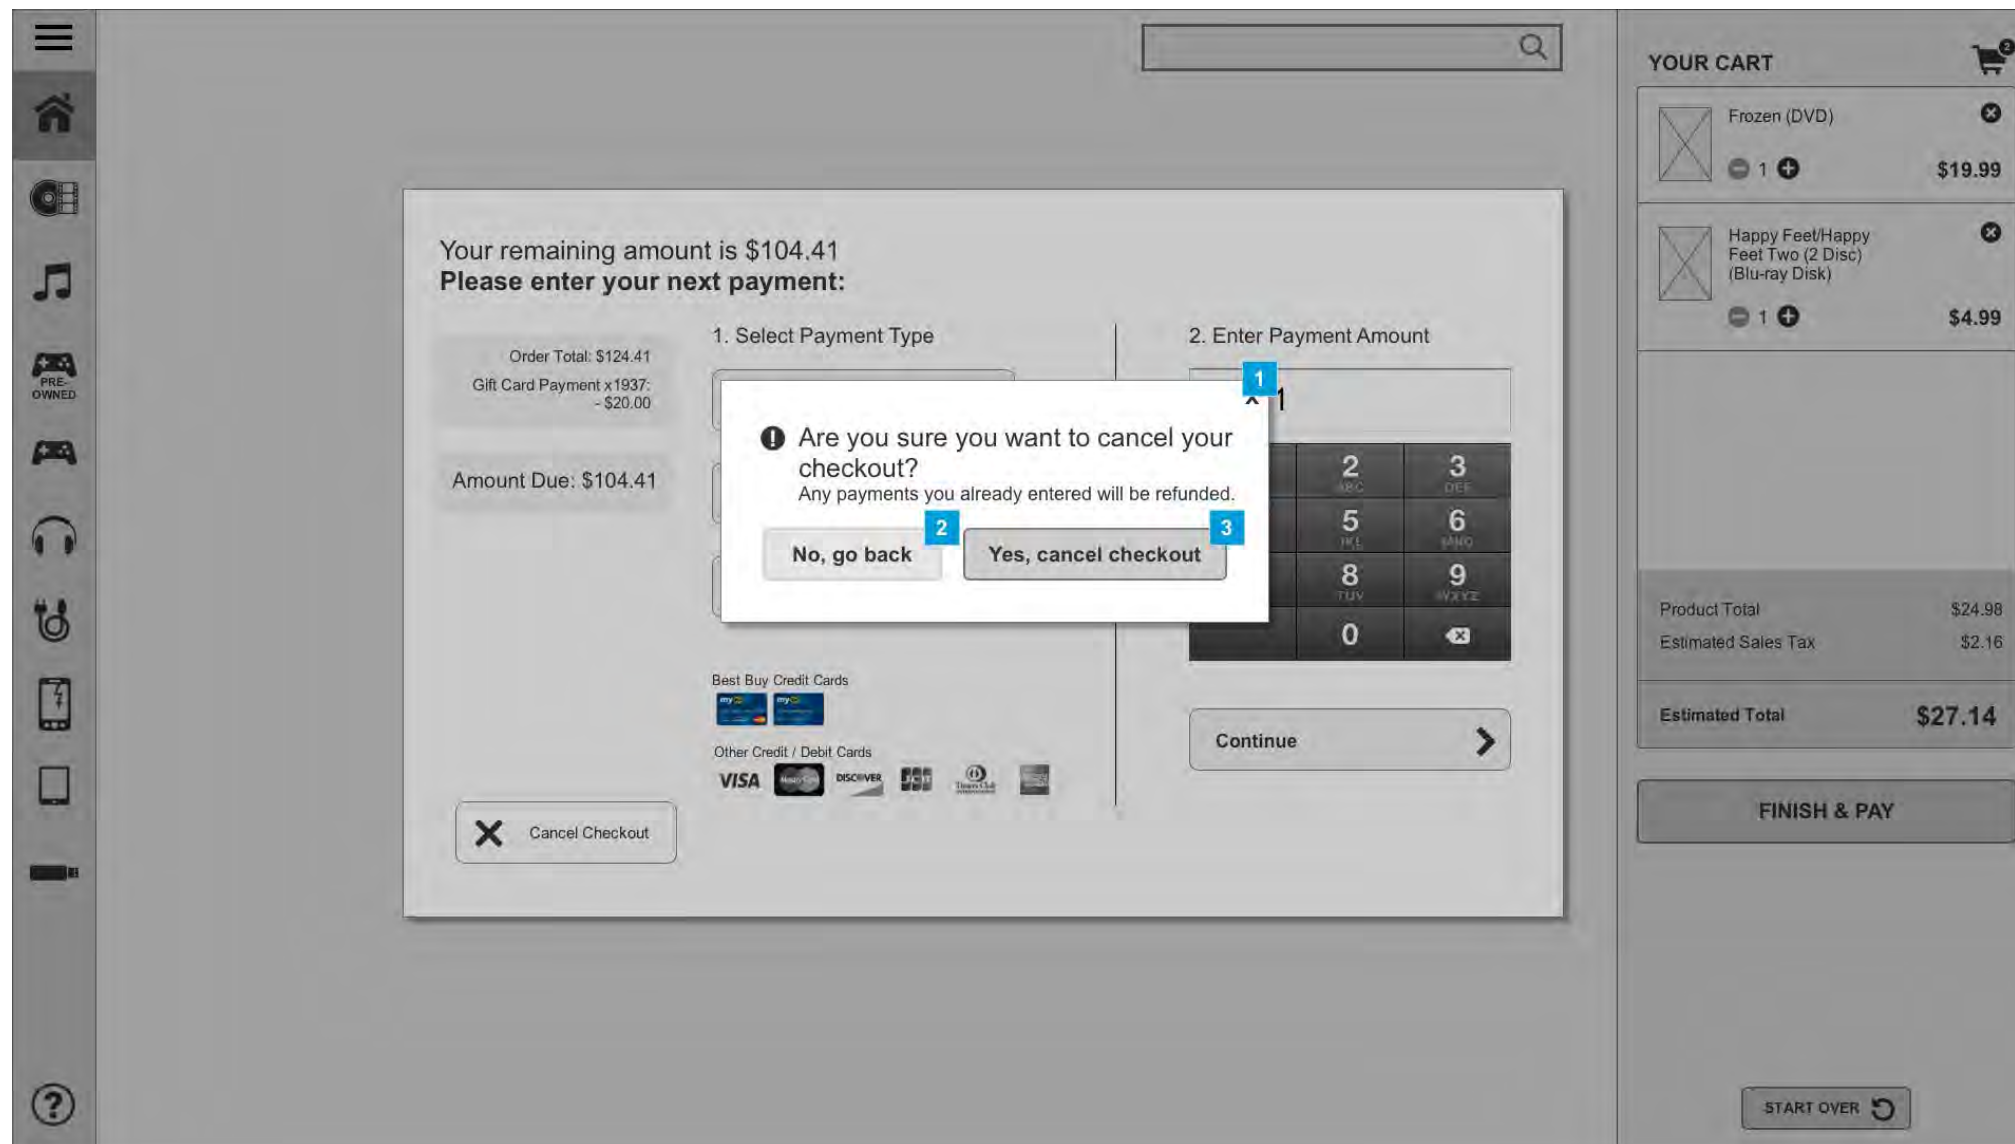 YOUR CART
2
Frozen (DVD)
1
$19.99
Happy Feet/Happy
Feet Two (2 Disc)
(Blu-ray Disk)
1
$4.99
Product Total $24.98
Estimated Sales Tax $2.16
Estimated Total $27.14
FINISH & PAY
START OVER
PRE-
OWNED
?
Your remaining amount is $104.41
Please enter your next payment:
Order Total: $124.41
Gift Card Payment x1937:
- $20.00
Amount Due: $104.41
Cancel Checkout
1. Select Payment Type
Best Buy Credit Cards
Other Credit / Debit Cards
VISA
DISCOVER
JCB
2. Enter Payment Amount
1
2
ABC
3
DEF
5
JKL
6
MNO
8
TUV
9
WXYZ
0
Continue
1
x
Are you sure you want to cancel your
checkout?
Any payments you already entered will be refunded.
2
No, go back
3
Yes, cancel checkout